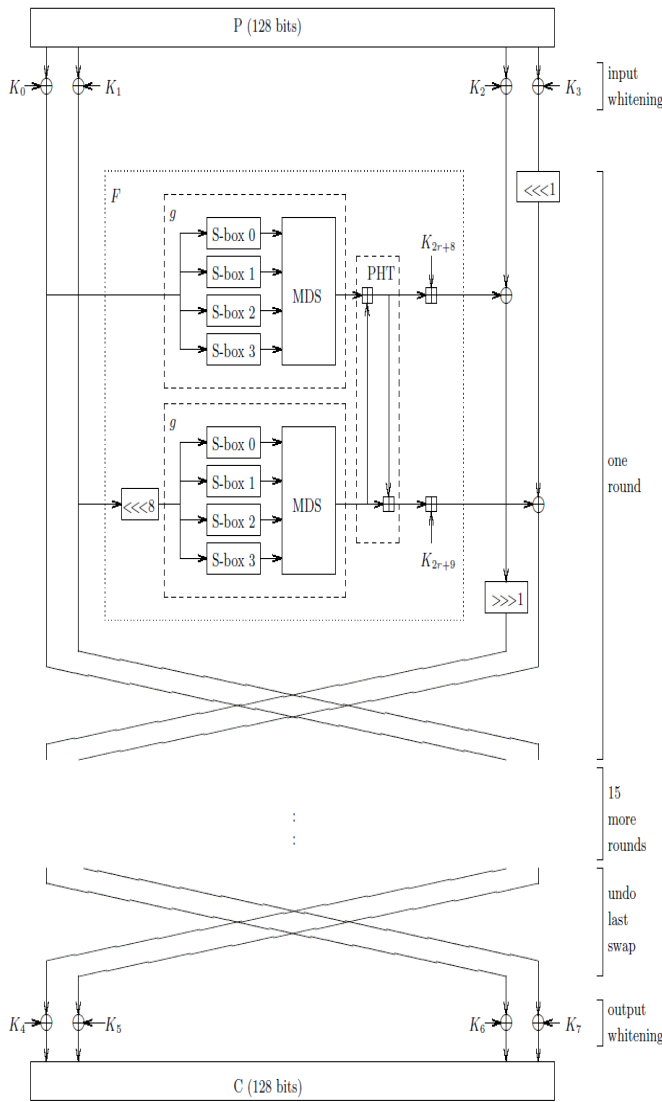 P (128 bits)
K₀ K₁ K₂ K₃
input
whitening
<<<1
F
g
S-box 0
S-box 1
S-box 2
S-box 3
MDS
PHT
K₂ᵣ₊₈
g
S-box 0
S-box 1
S-box 2
S-box 3
MDS
<<<8
K₂ᵣ₊₉
one
round
>>>1
15
more
rounds
undo
last
swap
K₄ K₅ K₆ K₇
output
whitening
C (128 bits)